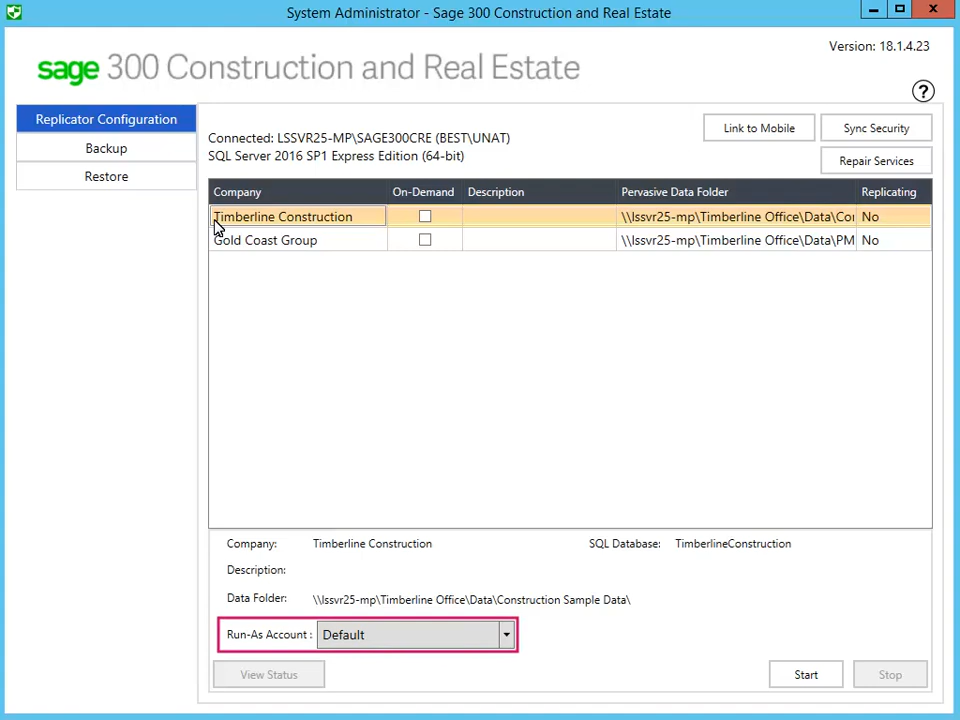 System Administrator - Sage 300 Construction and Real Estate
Version: 18.1.4.23
sage 300 Construction and Real Estate
?
Replicator Configuration
Backup
Restore
Connected: LSSVR25-MP\SAGE300CRE (BEST\UNAT)
SQL Server 2016 SP1 Express Edition (64-bit)
Link to Mobile
Sync Security
Repair Services
Company On-Demand Description Pervasive Data Folder Replicating
Timberline Construction \\lssvr25-mp\Timberline Office\Data\Cor No
Gold Coast Group \\lssvr25-mp\Timberline Office\Data\PM No
Company: Timberline Construction SQL Database: TimberlineConstruction
Description:
Data Folder: \\lssvr25-mp\Timberline Office\Data\Construction Sample Data\
Run-As Account : Default
View Status Start Stop